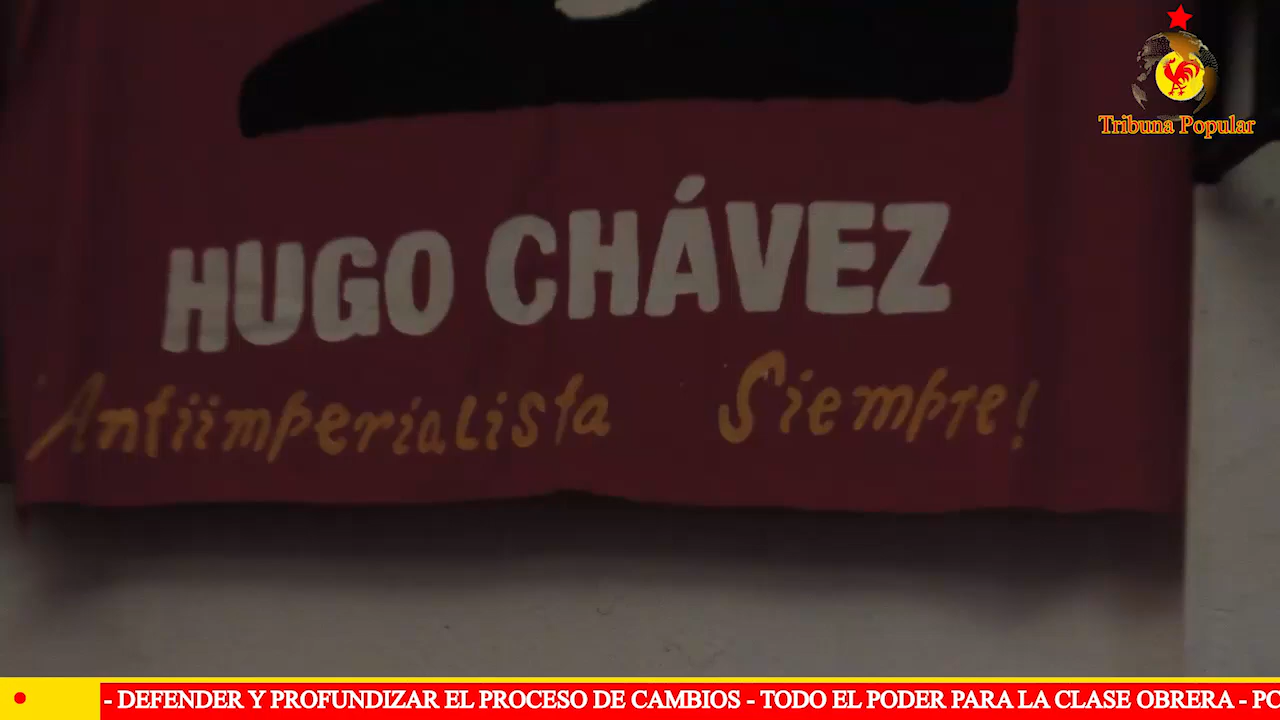 Tribuna Popular
HUGO CHÁVEZ
¡Antiimperialista Siempre!
- DEFENDER Y PROFUNDIZAR EL PROCESO DE CAMBIOS - TODO EL PODER PARA LA CLASE OBRERA -